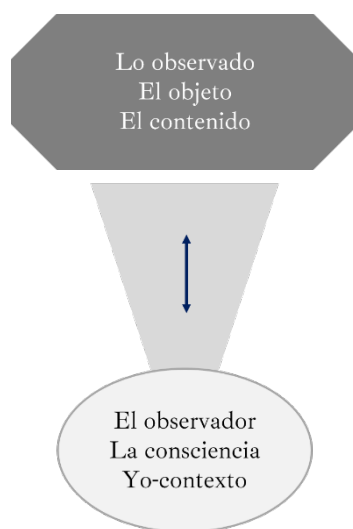 Lo observado
El objeto
El contenido
El observador
La consciencia
Yo-contexto